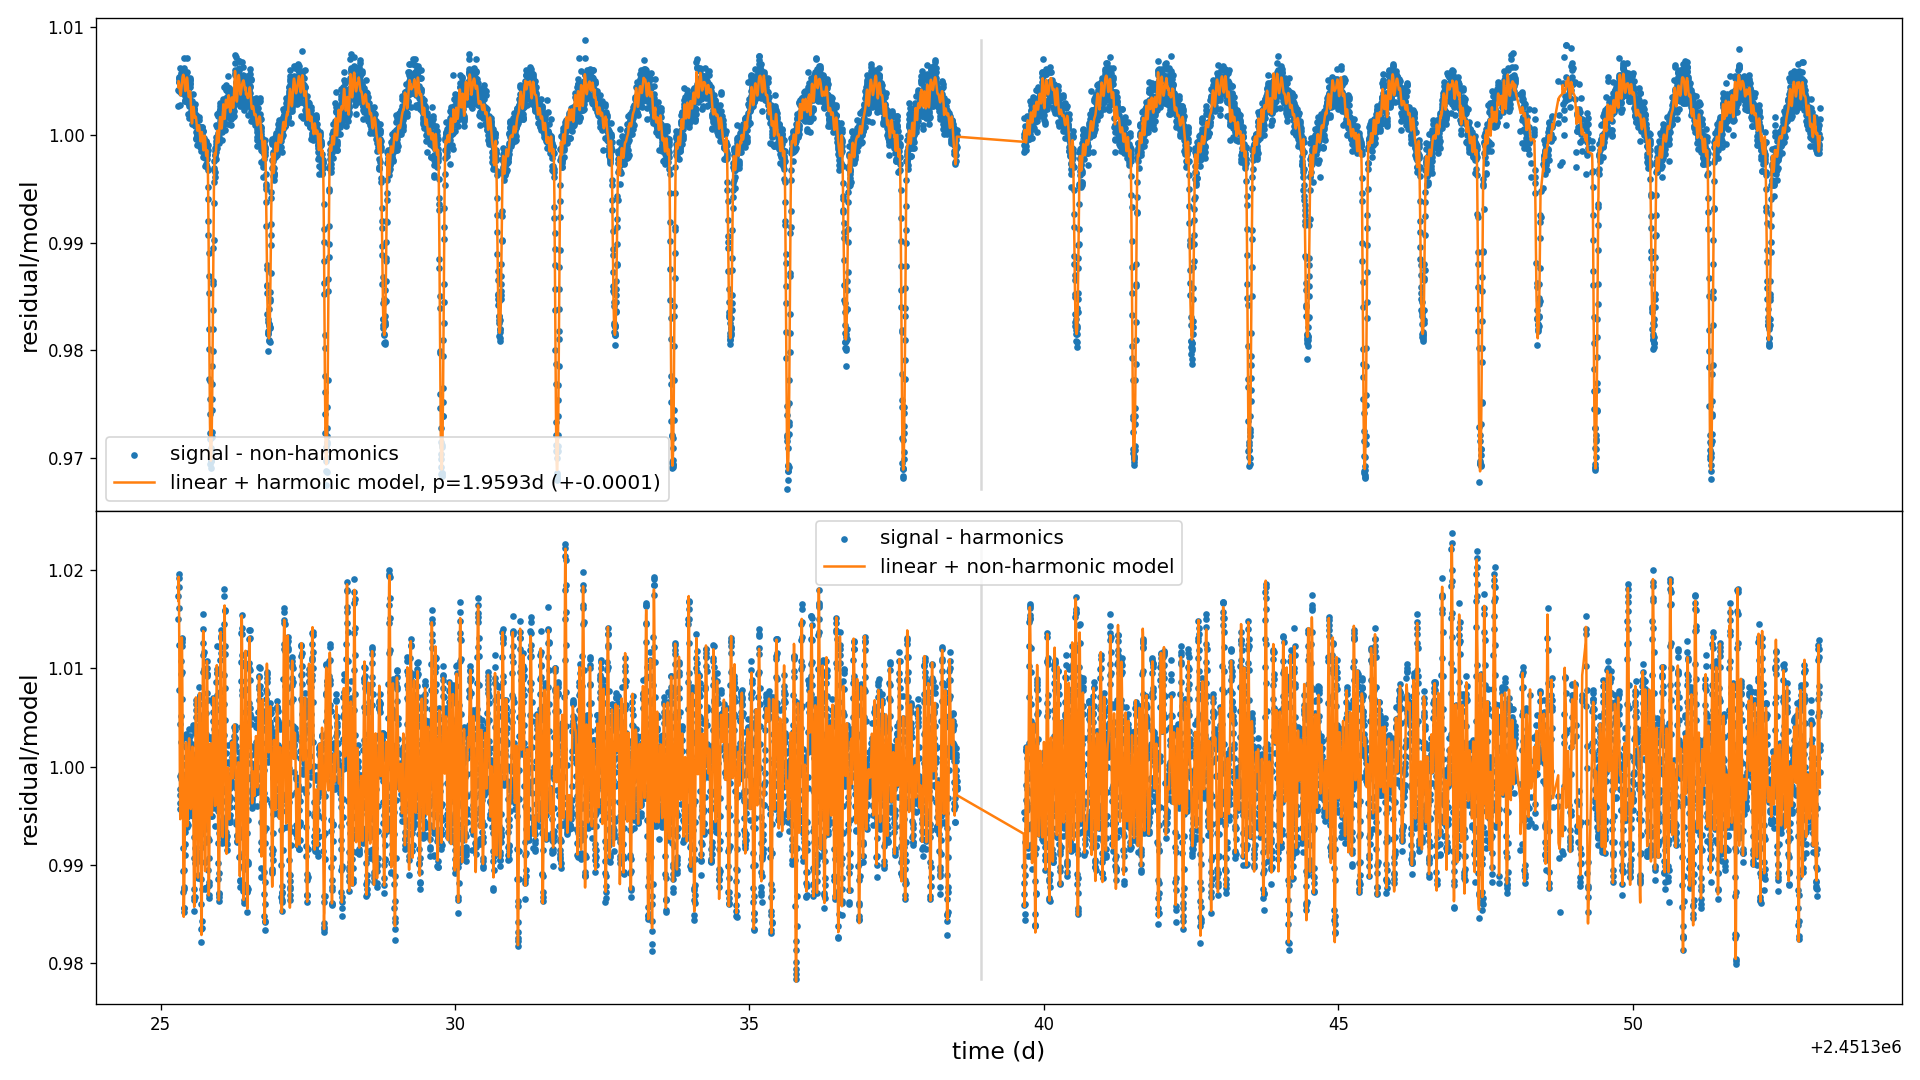 1.01
1.00
0.99
0.98
0.97
residual/model
signal - non-harmonics
linear + harmonic model, p=1.9593d (+-0.0001)
signal - harmonics
linear + non-harmonic model
1.02
1.01
1.00
0.99
0.98
residual/model
25 30 35 40 45 50
time (d)
+2.4513e6